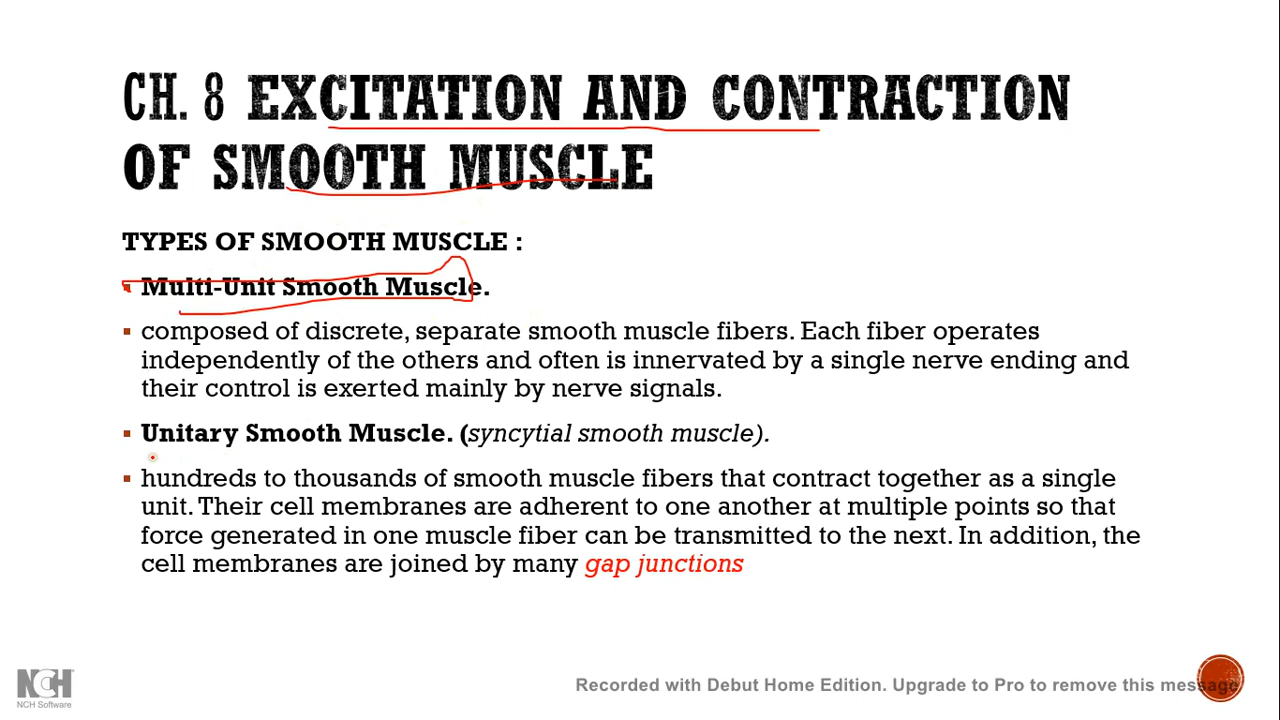 CH. 8 EXCITATION AND CONTRACTION
OF SMOOTH MUSCLE
TYPES OF SMOOTH MUSCLE :
▪ Multi-Unit Smooth Muscle.
▪ composed of discrete, separate smooth muscle fibers. Each fiber operates
independently of the others and often is innervated by a single nerve ending and
their control is exerted mainly by nerve signals.
▪ Unitary Smooth Muscle. (syncytial smooth muscle).
▪ hundreds to thousands of smooth muscle fibers that contract together as a single
unit. Their cell membranes are adherent to one another at multiple points so that
force generated in one muscle fiber can be transmitted to the next. In addition, the
cell membranes are joined by many gap junctions
NCH
NCH Software
Recorded with Debut Home Edition. Upgrade to Pro to remove this message